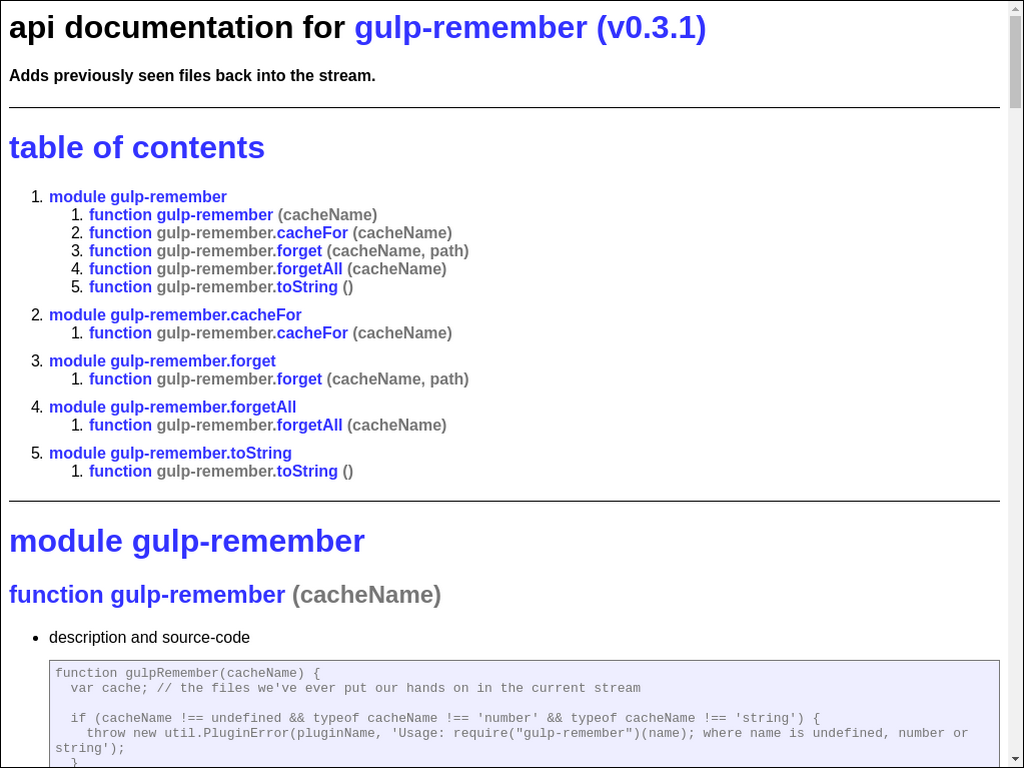 api documentation for gulp-remember (v0.3.1)
Adds previously seen files back into the stream.
table of contents
1. module gulp-remember
1. function gulp-remember (cacheName)
2. function gulp-remember.cacheFor (cacheName)
3. function gulp-remember.forget (cacheName, path)
4. function gulp-remember.forgetAll (cacheName)
5. function gulp-remember.toString ()
2. module gulp-remember.cacheFor
1. function gulp-remember.cacheFor (cacheName)
3. module gulp-remember.forget
1. function gulp-remember.forget (cacheName, path)
4. module gulp-remember.forgetAll
1. function gulp-remember.forgetAll (cacheName)
5. module gulp-remember.toString
1. function gulp-remember.toString ()
module gulp-remember
function gulp-remember (cacheName)
• description and source-code
function gulpRemember(cacheName) {
  var cache; // the files we've ever put our hands on in the current stream
  if (cacheName !== undefined && typeof cacheName !== 'number' && typeof cacheName !== 'string') {
    throw new util.PluginError(pluginName, 'Usage: require("gulp-remember")(name); where name is undefined, number or
string');
  }